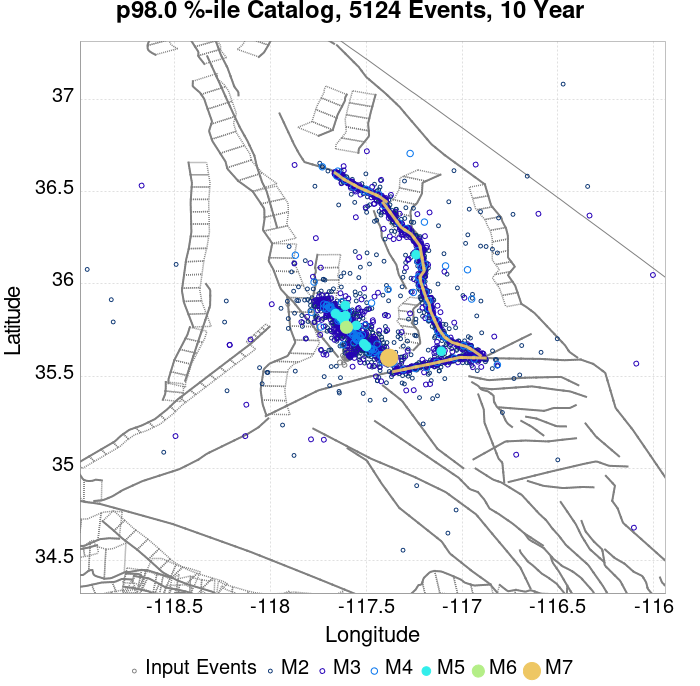 p98.0 %-ile Catalog, 5124 Events, 10 Year
37
36.5
36
35.5
35
34.5
Latitude
-118.5 -118 -117.5 -117 -116.5 -116
Longitude
Input Events M2 M3 M4 M5 M6 M7